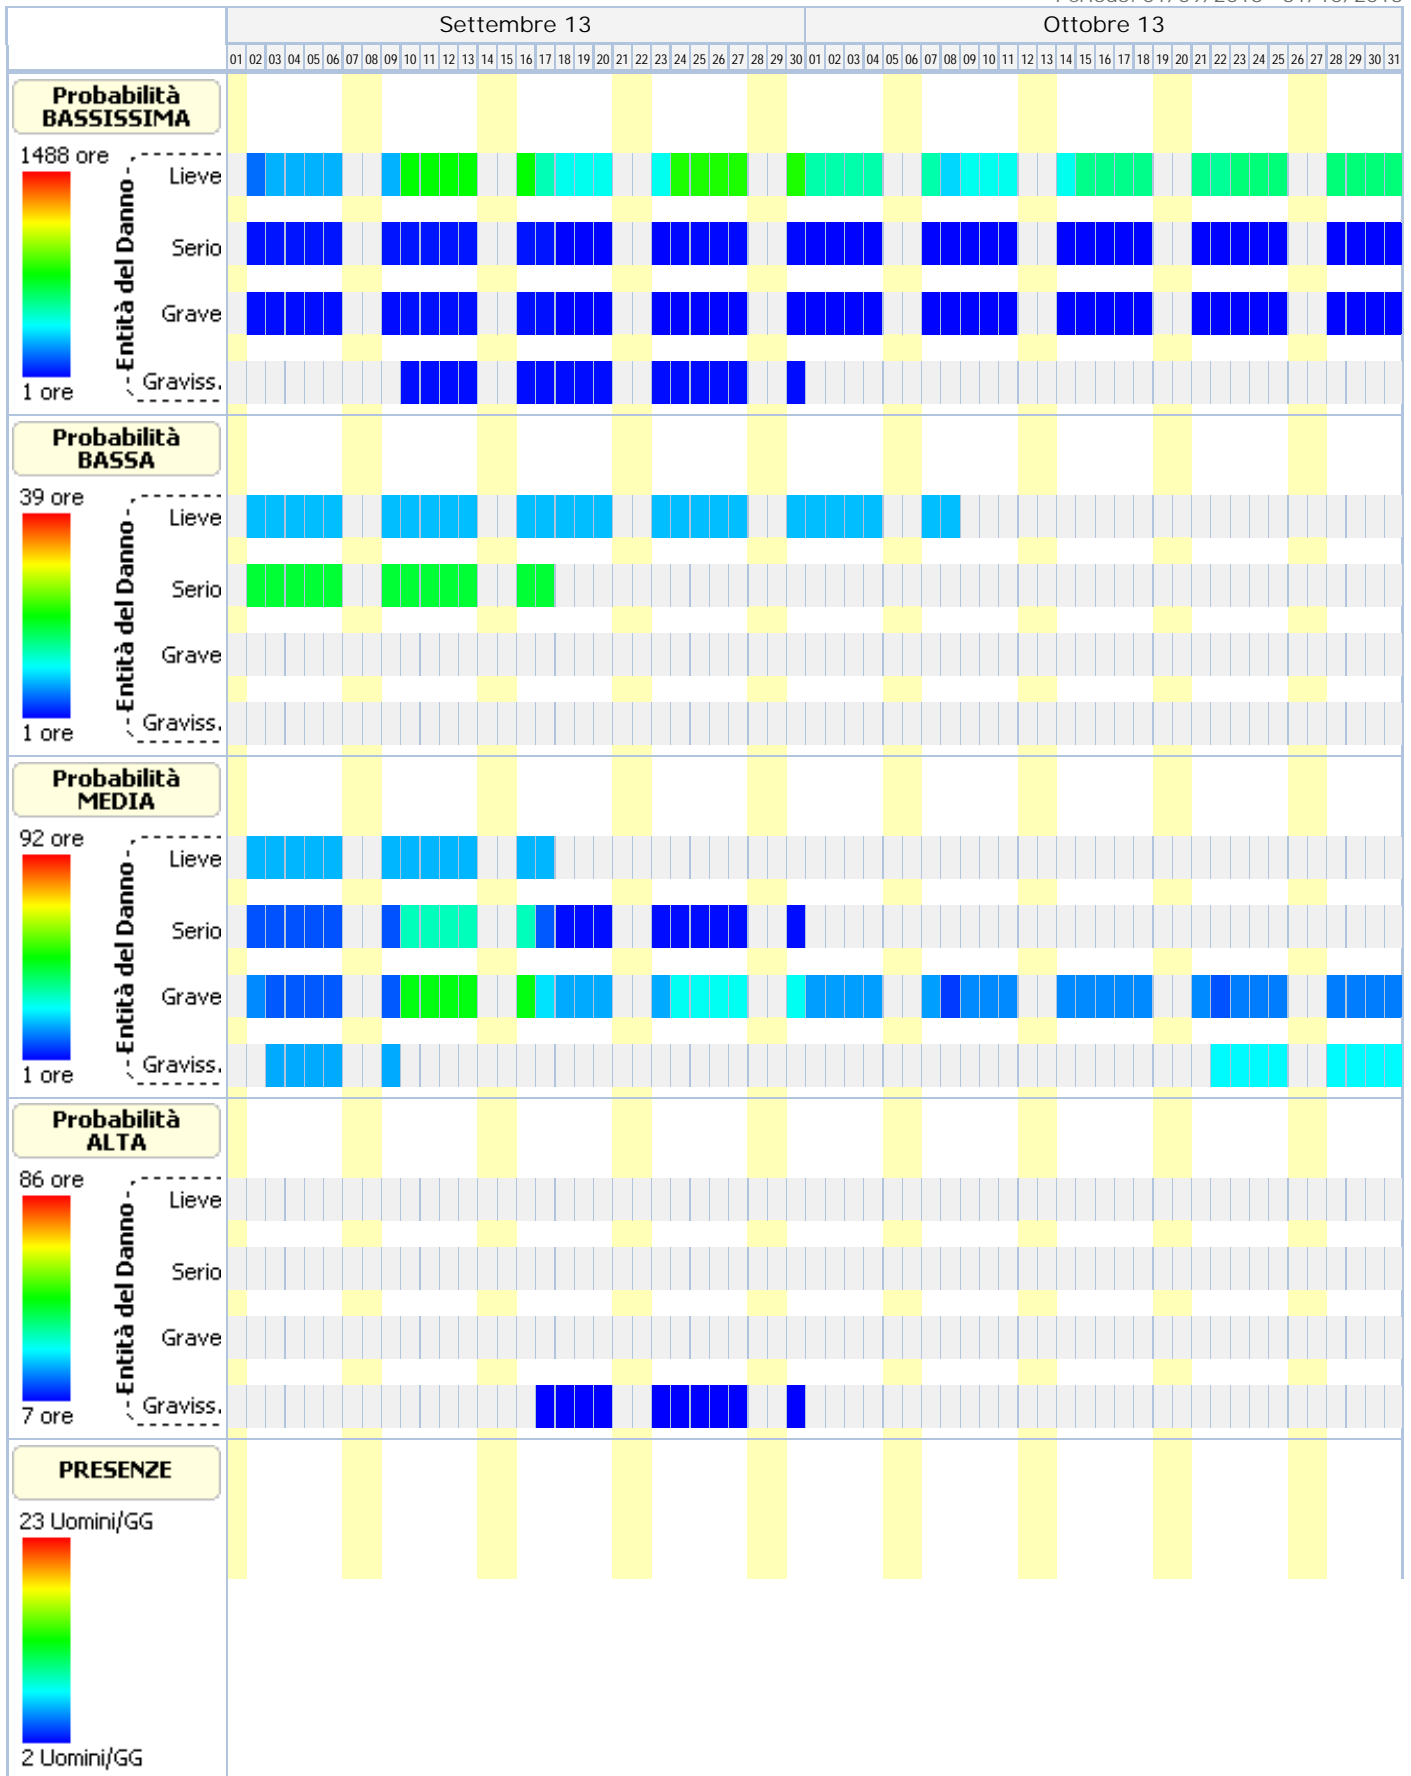 Settembre 13 Ottobre 13
01 02 03 04 05 06 07 08 09 10 11 12 13 14 15 16 17 18 19 20 21 22 23 24 25 26 27 28 29 30 01 02 03 04 05 06 07 08 09 10 11 12 13 14 15 16 17 18 19 20 21 22 23 24 25 26 27 28 29 30 31
Probabilità
BASSISSIMA
1488 ore
1 ore
Entità del Danno
Lieve
Serio
Grave
Graviss.
Probabilità
BASSA
39 ore
1 ore
Entità del Danno
Lieve
Serio
Grave
Graviss.
Probabilità
MEDIA
92 ore
1 ore
Entità del Danno
Lieve
Serio
Grave
Graviss.
Probabilità
ALTA
86 ore
7 ore
Entità del Danno
Lieve
Serio
Grave
Graviss.
PRESENZE
23 Uomini/GG
2 Uomini/GG